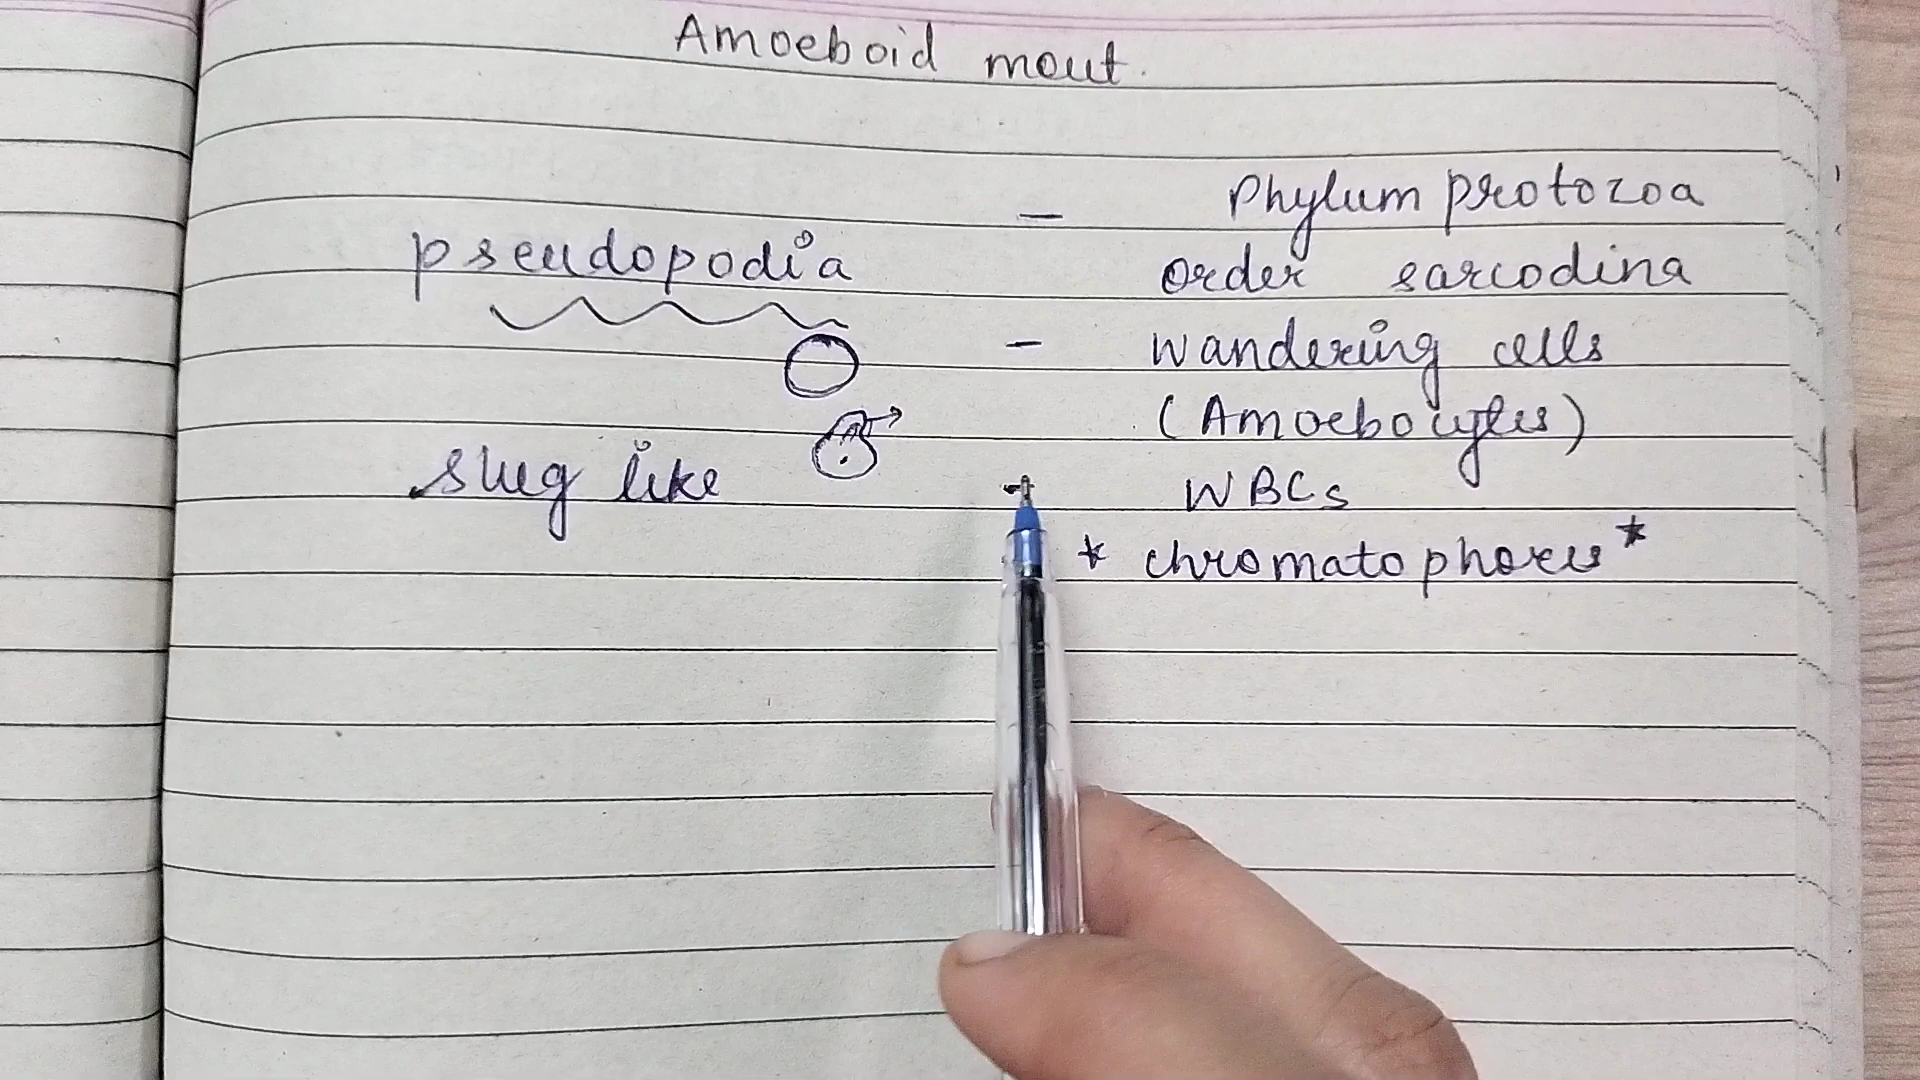 Amoeboid movt.
- Phylum protozoa
pseudopodia order sarcodina
- wandering cells
(Amoebocytes)
slug like - WBCs
* chromatophores *